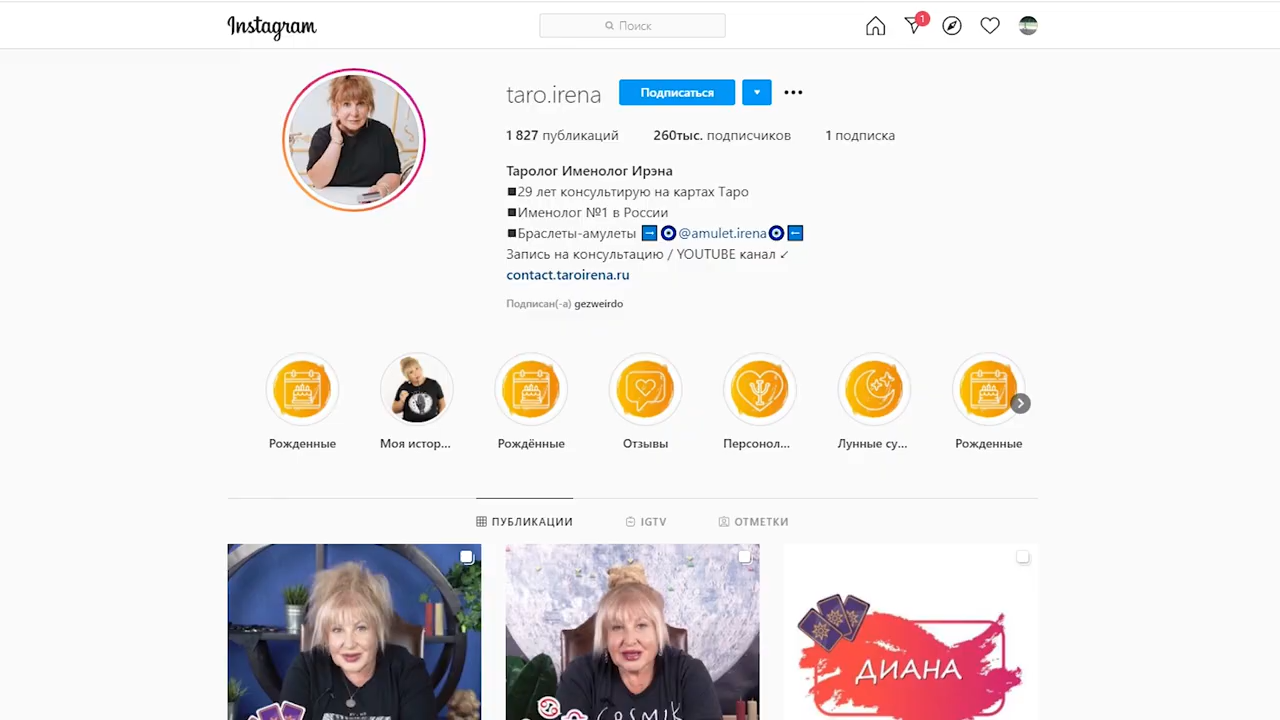 Instagram
Поиск
1
taro.irena
Подписаться
1 827 публикаций 260тыс. подписчиков 1 подписка
Таролог Именолог Ирэна
29 лет консультирую на картах Таро
Именолог №1 в России
Браслеты-амулеты @amulet.irena
Запись на консультацию / YOUTUBE канал ✓
contact.taroirena.ru
Подписан(-а) gezweirdo
Рожденные Моя истор... Рождённые Отзывы Персонол... Лунные су... Рожденные
ПУБЛИКАЦИИ IGTV ОТМЕТКИ
COSMIK
ДИАНА